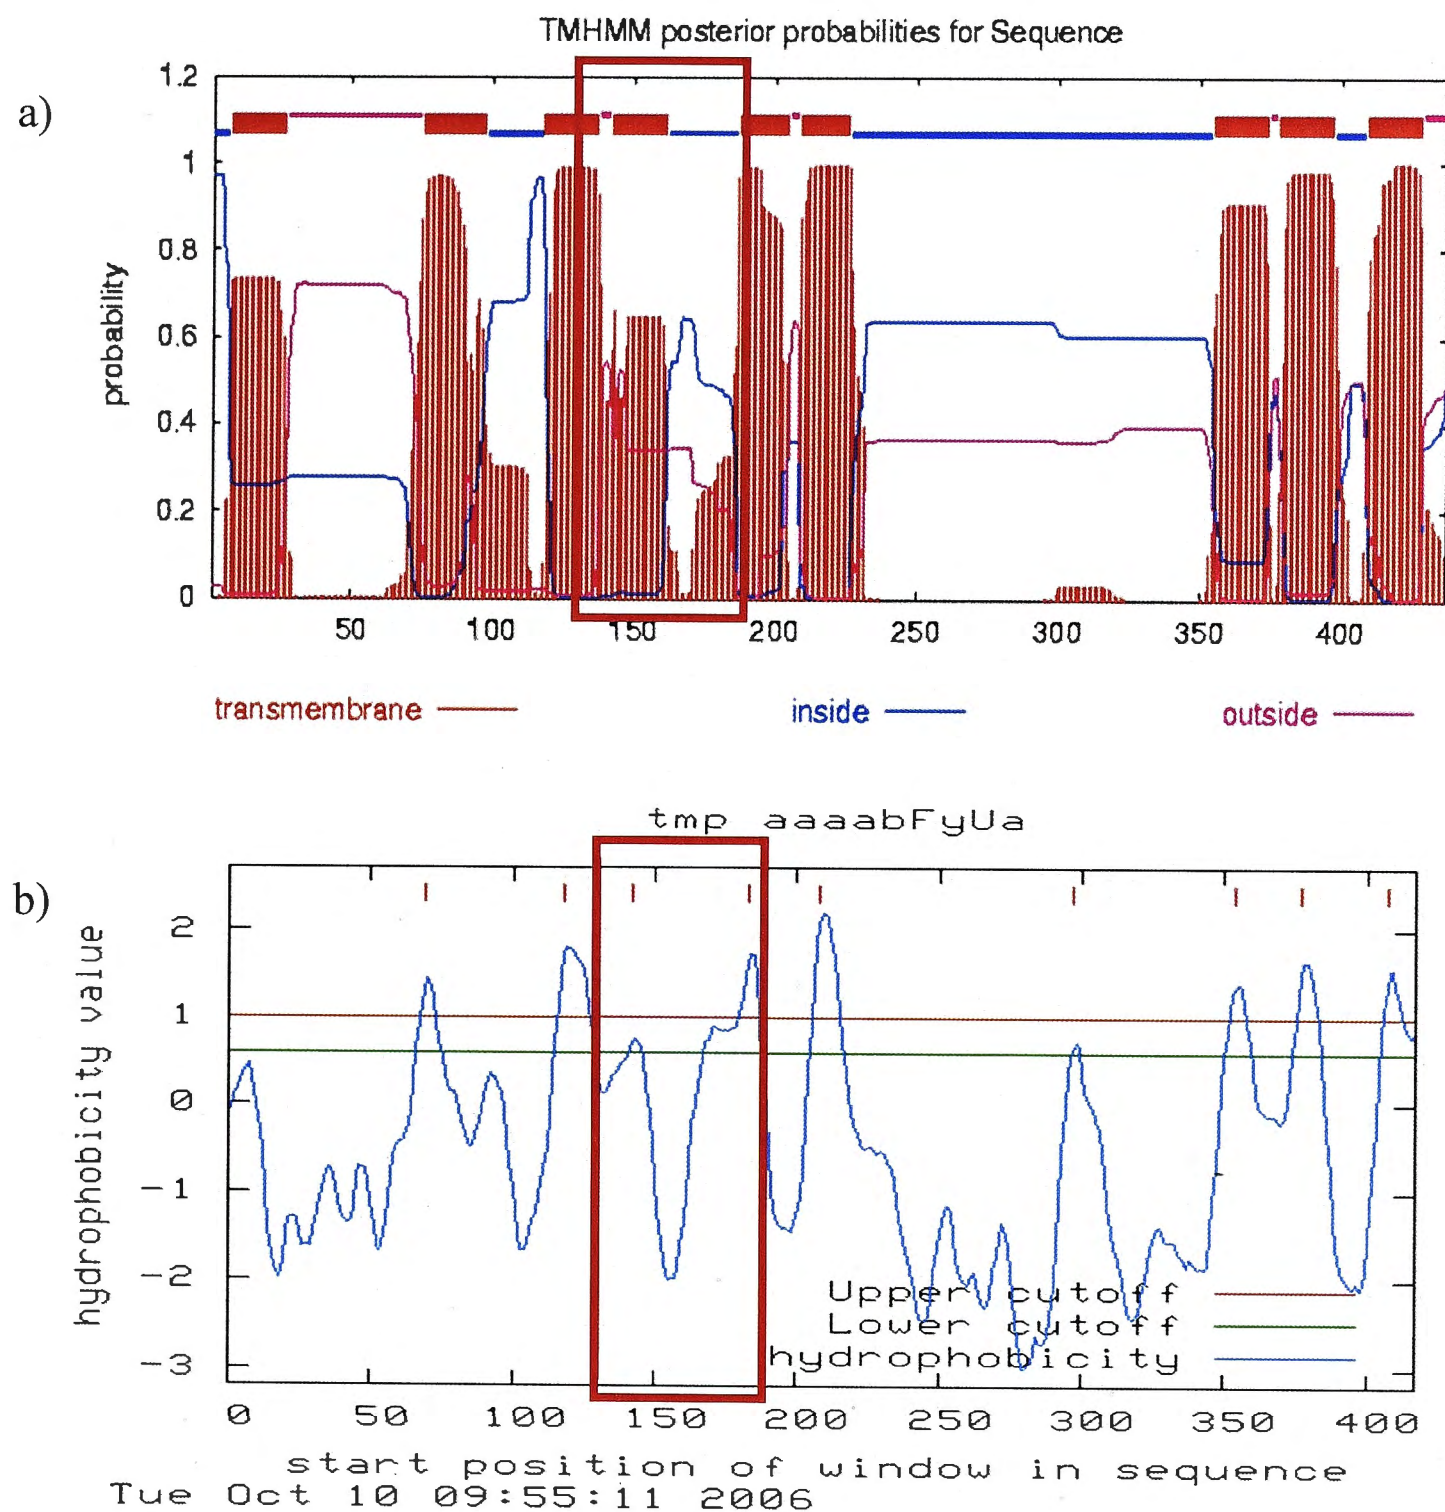 TMHMM posterior probabilities for Sequence
a)
1.2
1
0.8
0.6
0.4
0.2
0
probability
50 100 150 200 250 300 350 400
transmembrane inside outside
tmp aaaabFyUa
b)
2
1
0
-1
-2
-3
hydrophobicity value
Upper cutoff
Lower cutoff
hydrophobicity
0 50 100 150 200 250 300 350 400
start position of window in sequence
Tue Oct 10 09:55:11 2006